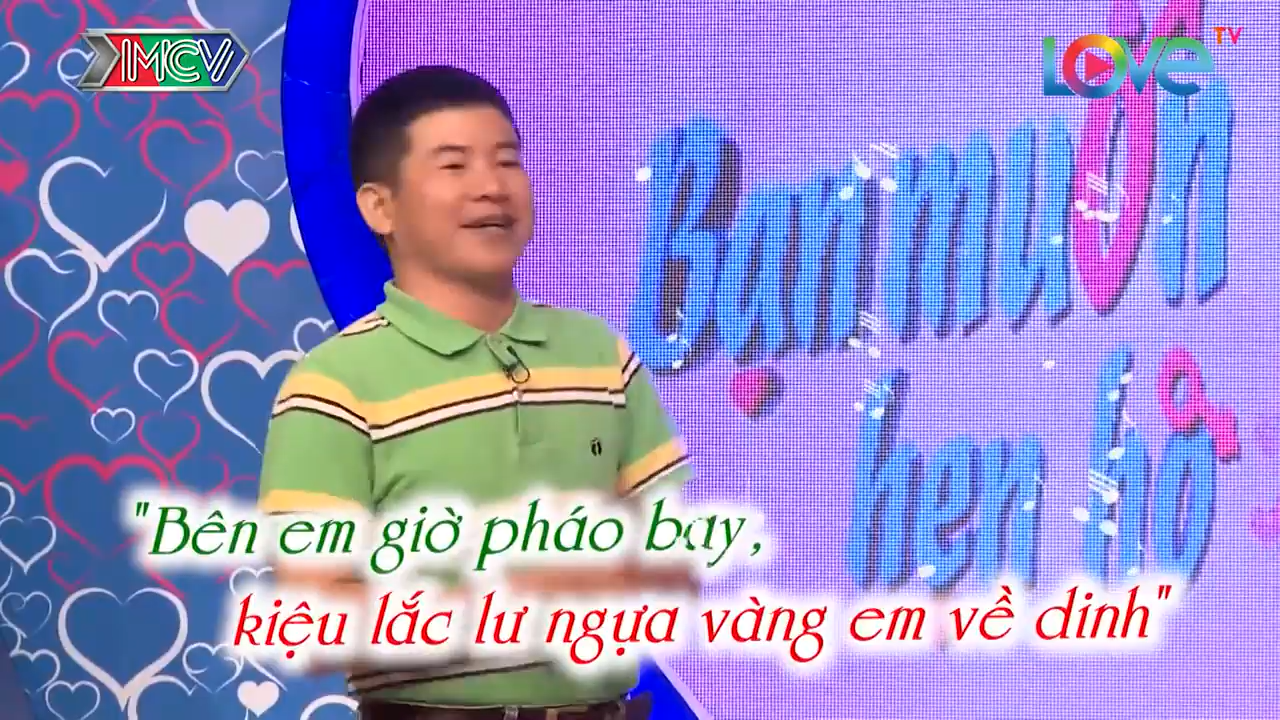 MCV
LOVE TV
Bạn muốn
hẹn hò
"Bên em giờ pháo bay,
kiệu lắc lư ngựa vàng em về dinh"